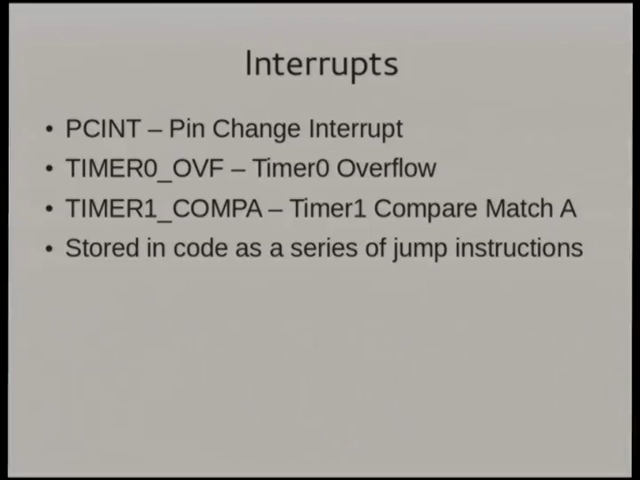 Interrupts
• PCINT – Pin Change Interrupt
• TIMER0_OVF – Timer0 Overflow
• TIMER1_COMPA – Timer1 Compare Match A
• Stored in code as a series of jump instructions